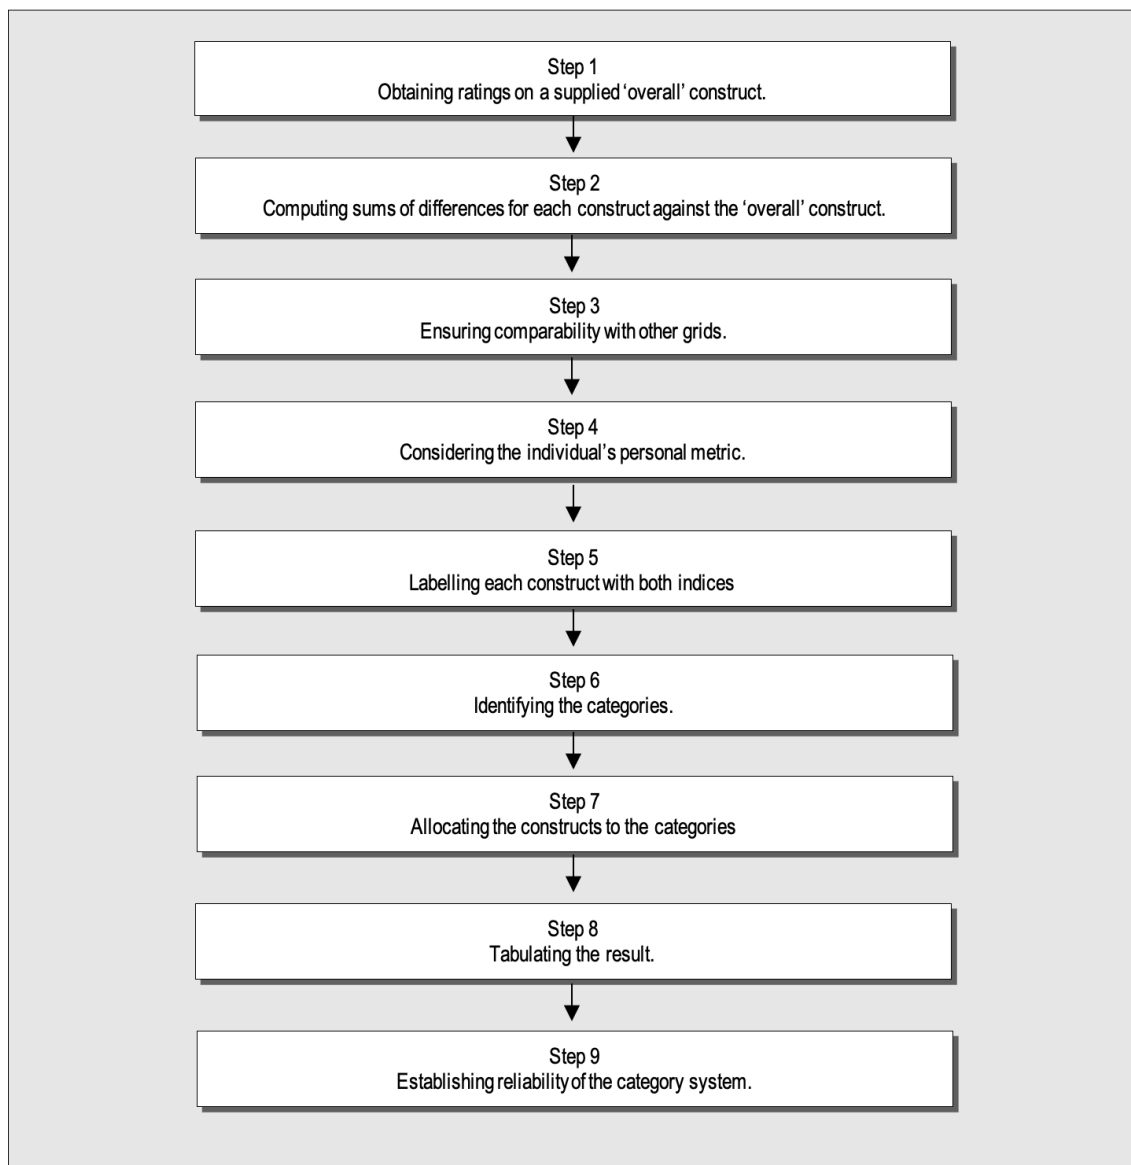 Step 1
Obtaining ratings on a supplied ‘overall’ construct.
Step 2
Computing sums of differences for each construct against the ‘overall’ construct.
Step 3
Ensuring comparability with other grids.
Step 4
Considering the individual’s personal metric.
Step 5
Labelling each construct with both indices
Step 6
Identifying the categories.
Step 7
Allocating the constructs to the categories
Step 8
Tabulating the result.
Step 9
Establishing reliability of the category system.